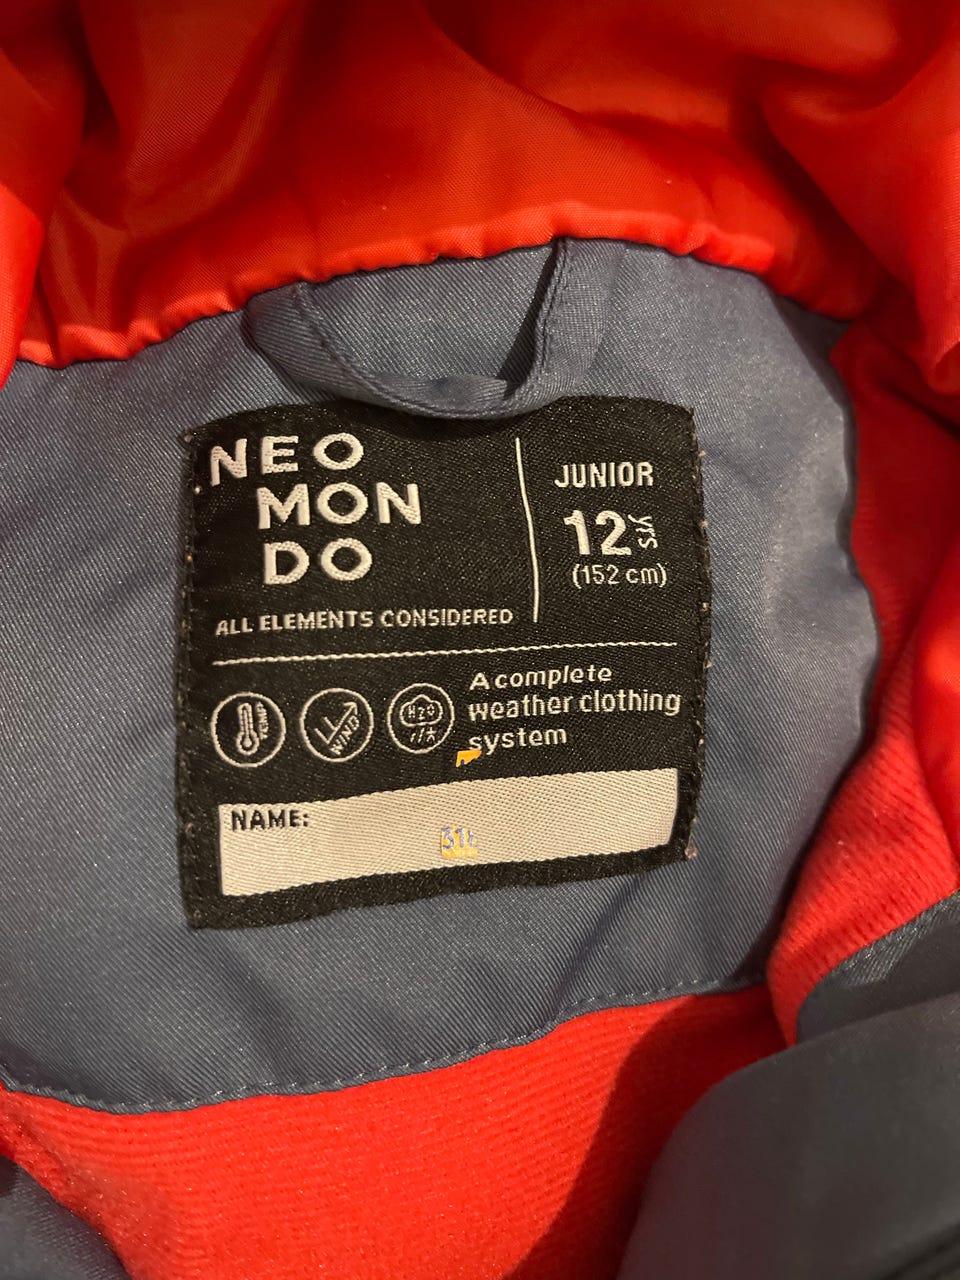 NEO
MON
DO
ALL ELEMENTS CONSIDERED
JUNIOR
12 yrs
(152 cm)
TEMP
WIND
H2O
A complete
weather clothing
system
NAME: